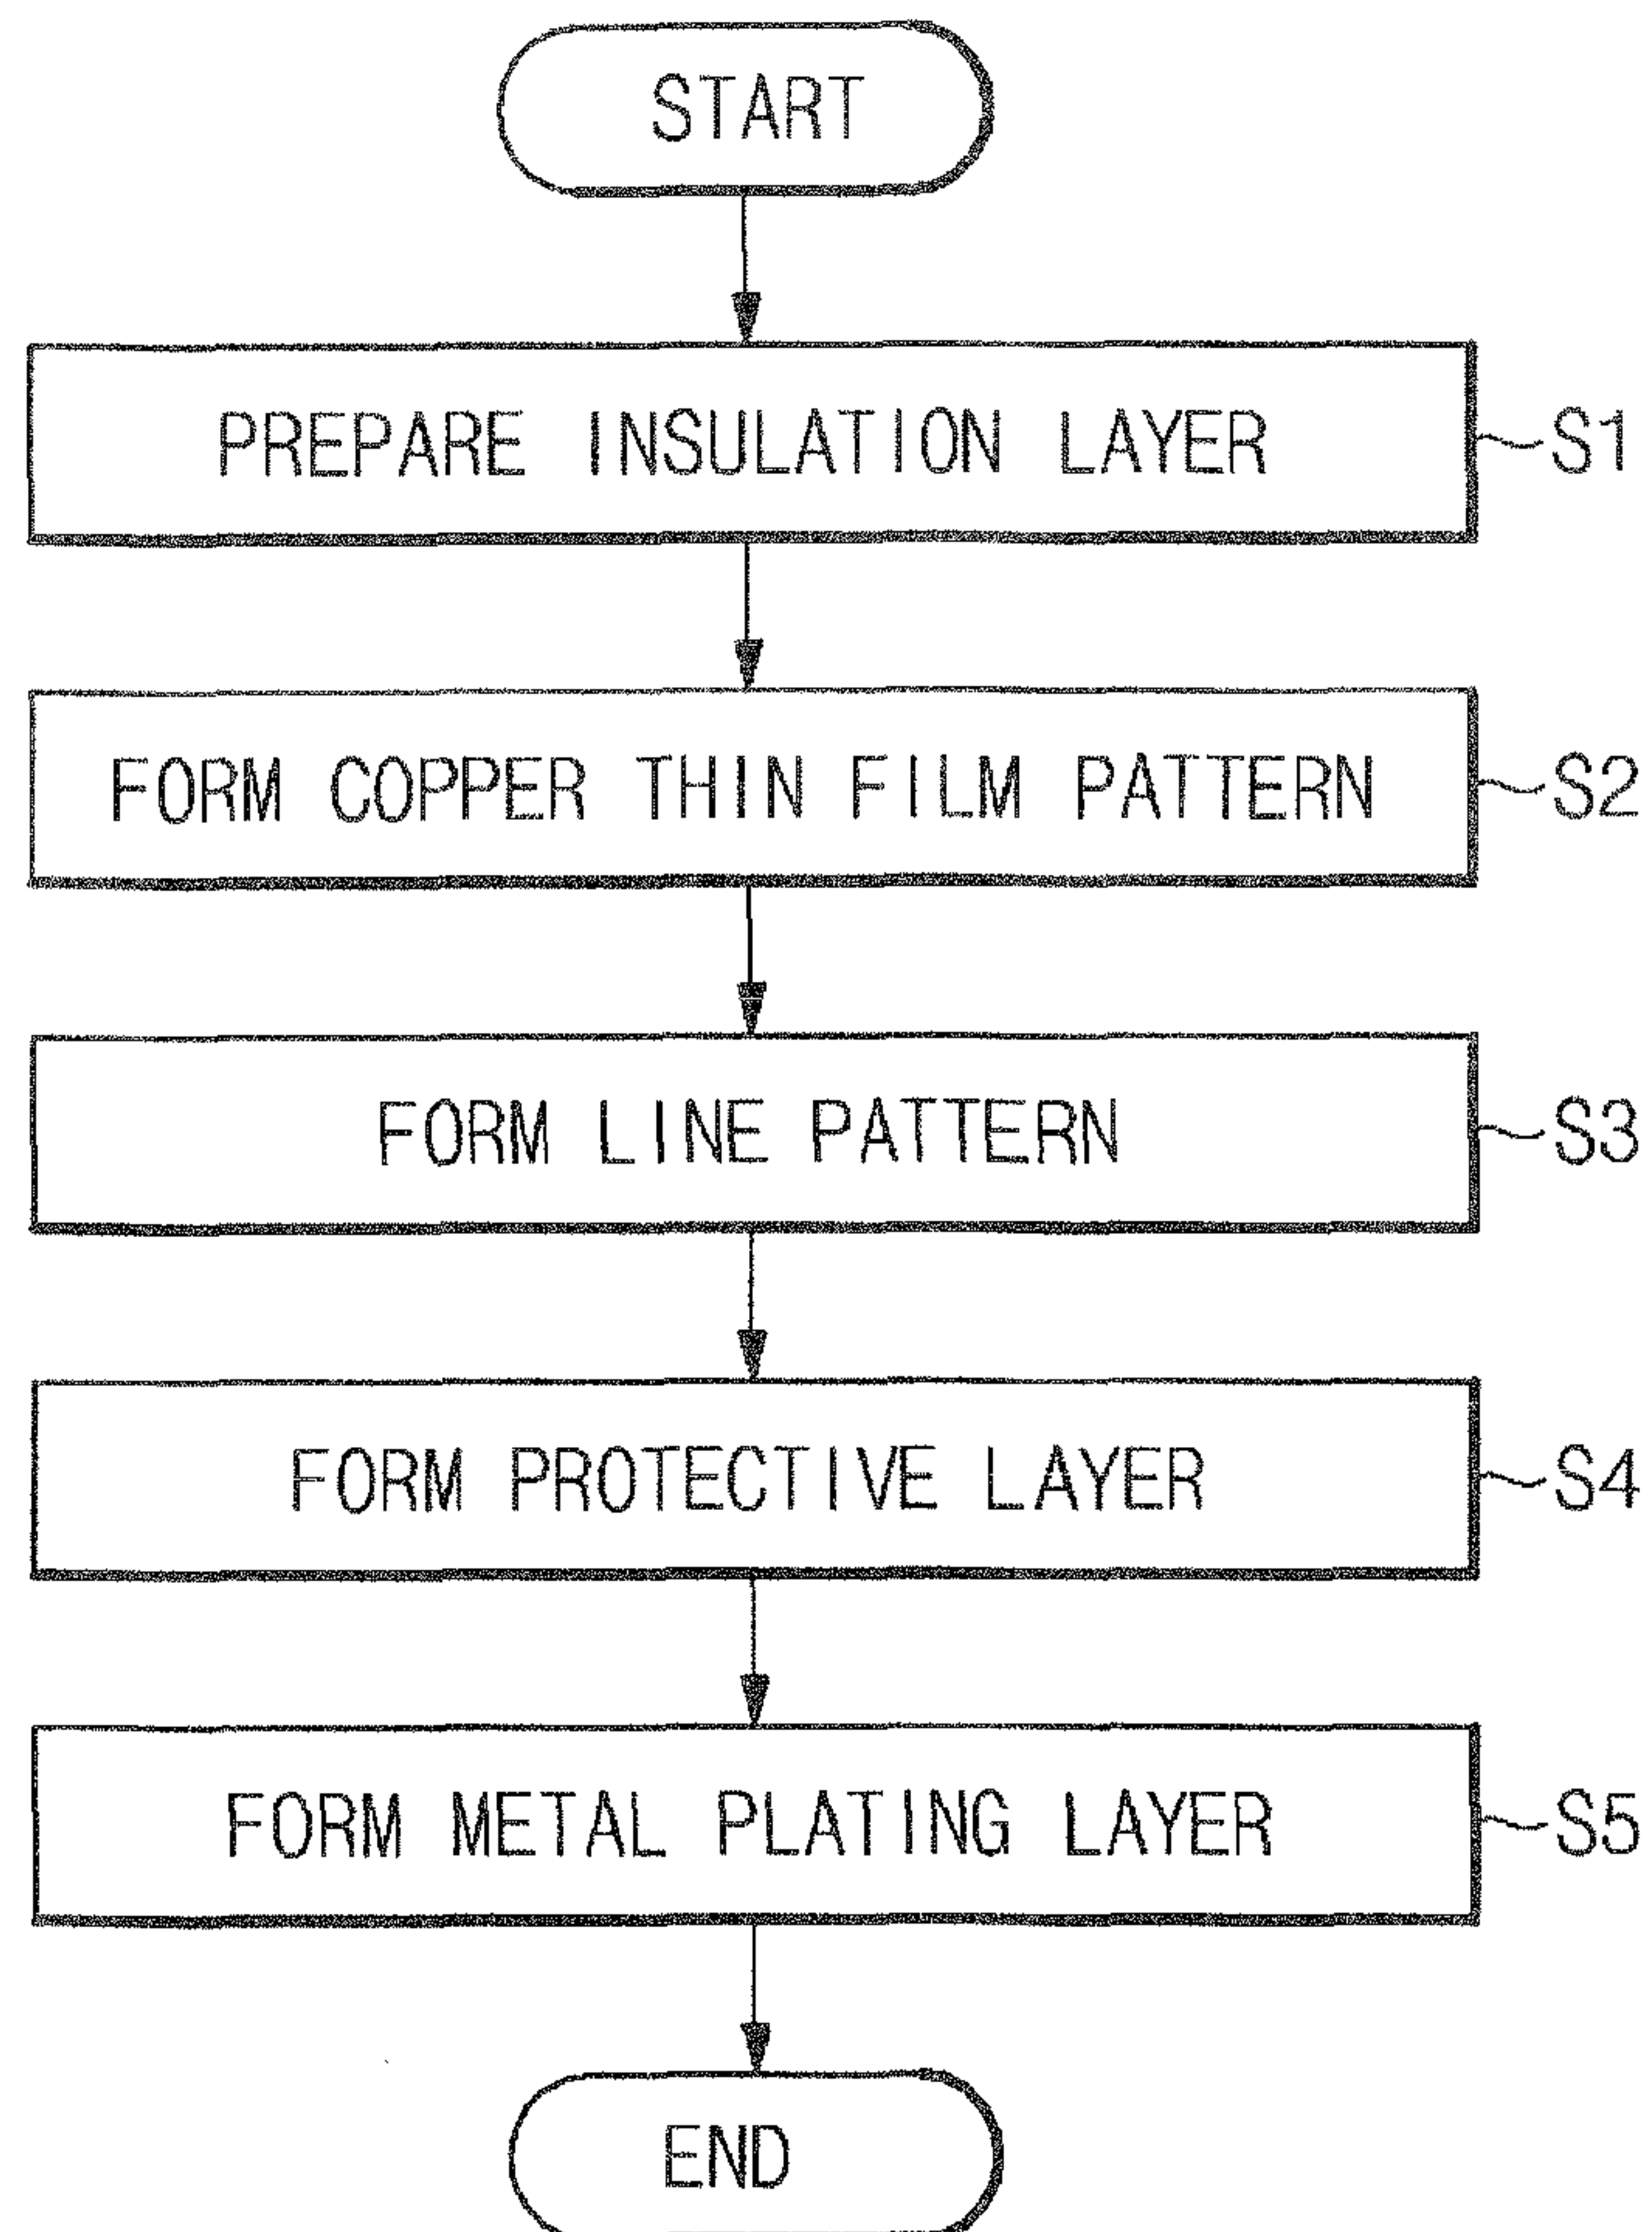 START
PREPARE INSULATION LAYER S1
FORM COPPER THIN FILM PATTERN S2
FORM LINE PATTERN S3
FORM PROTECTIVE LAYER S4
FORM METAL PLATING LAYER S5
END